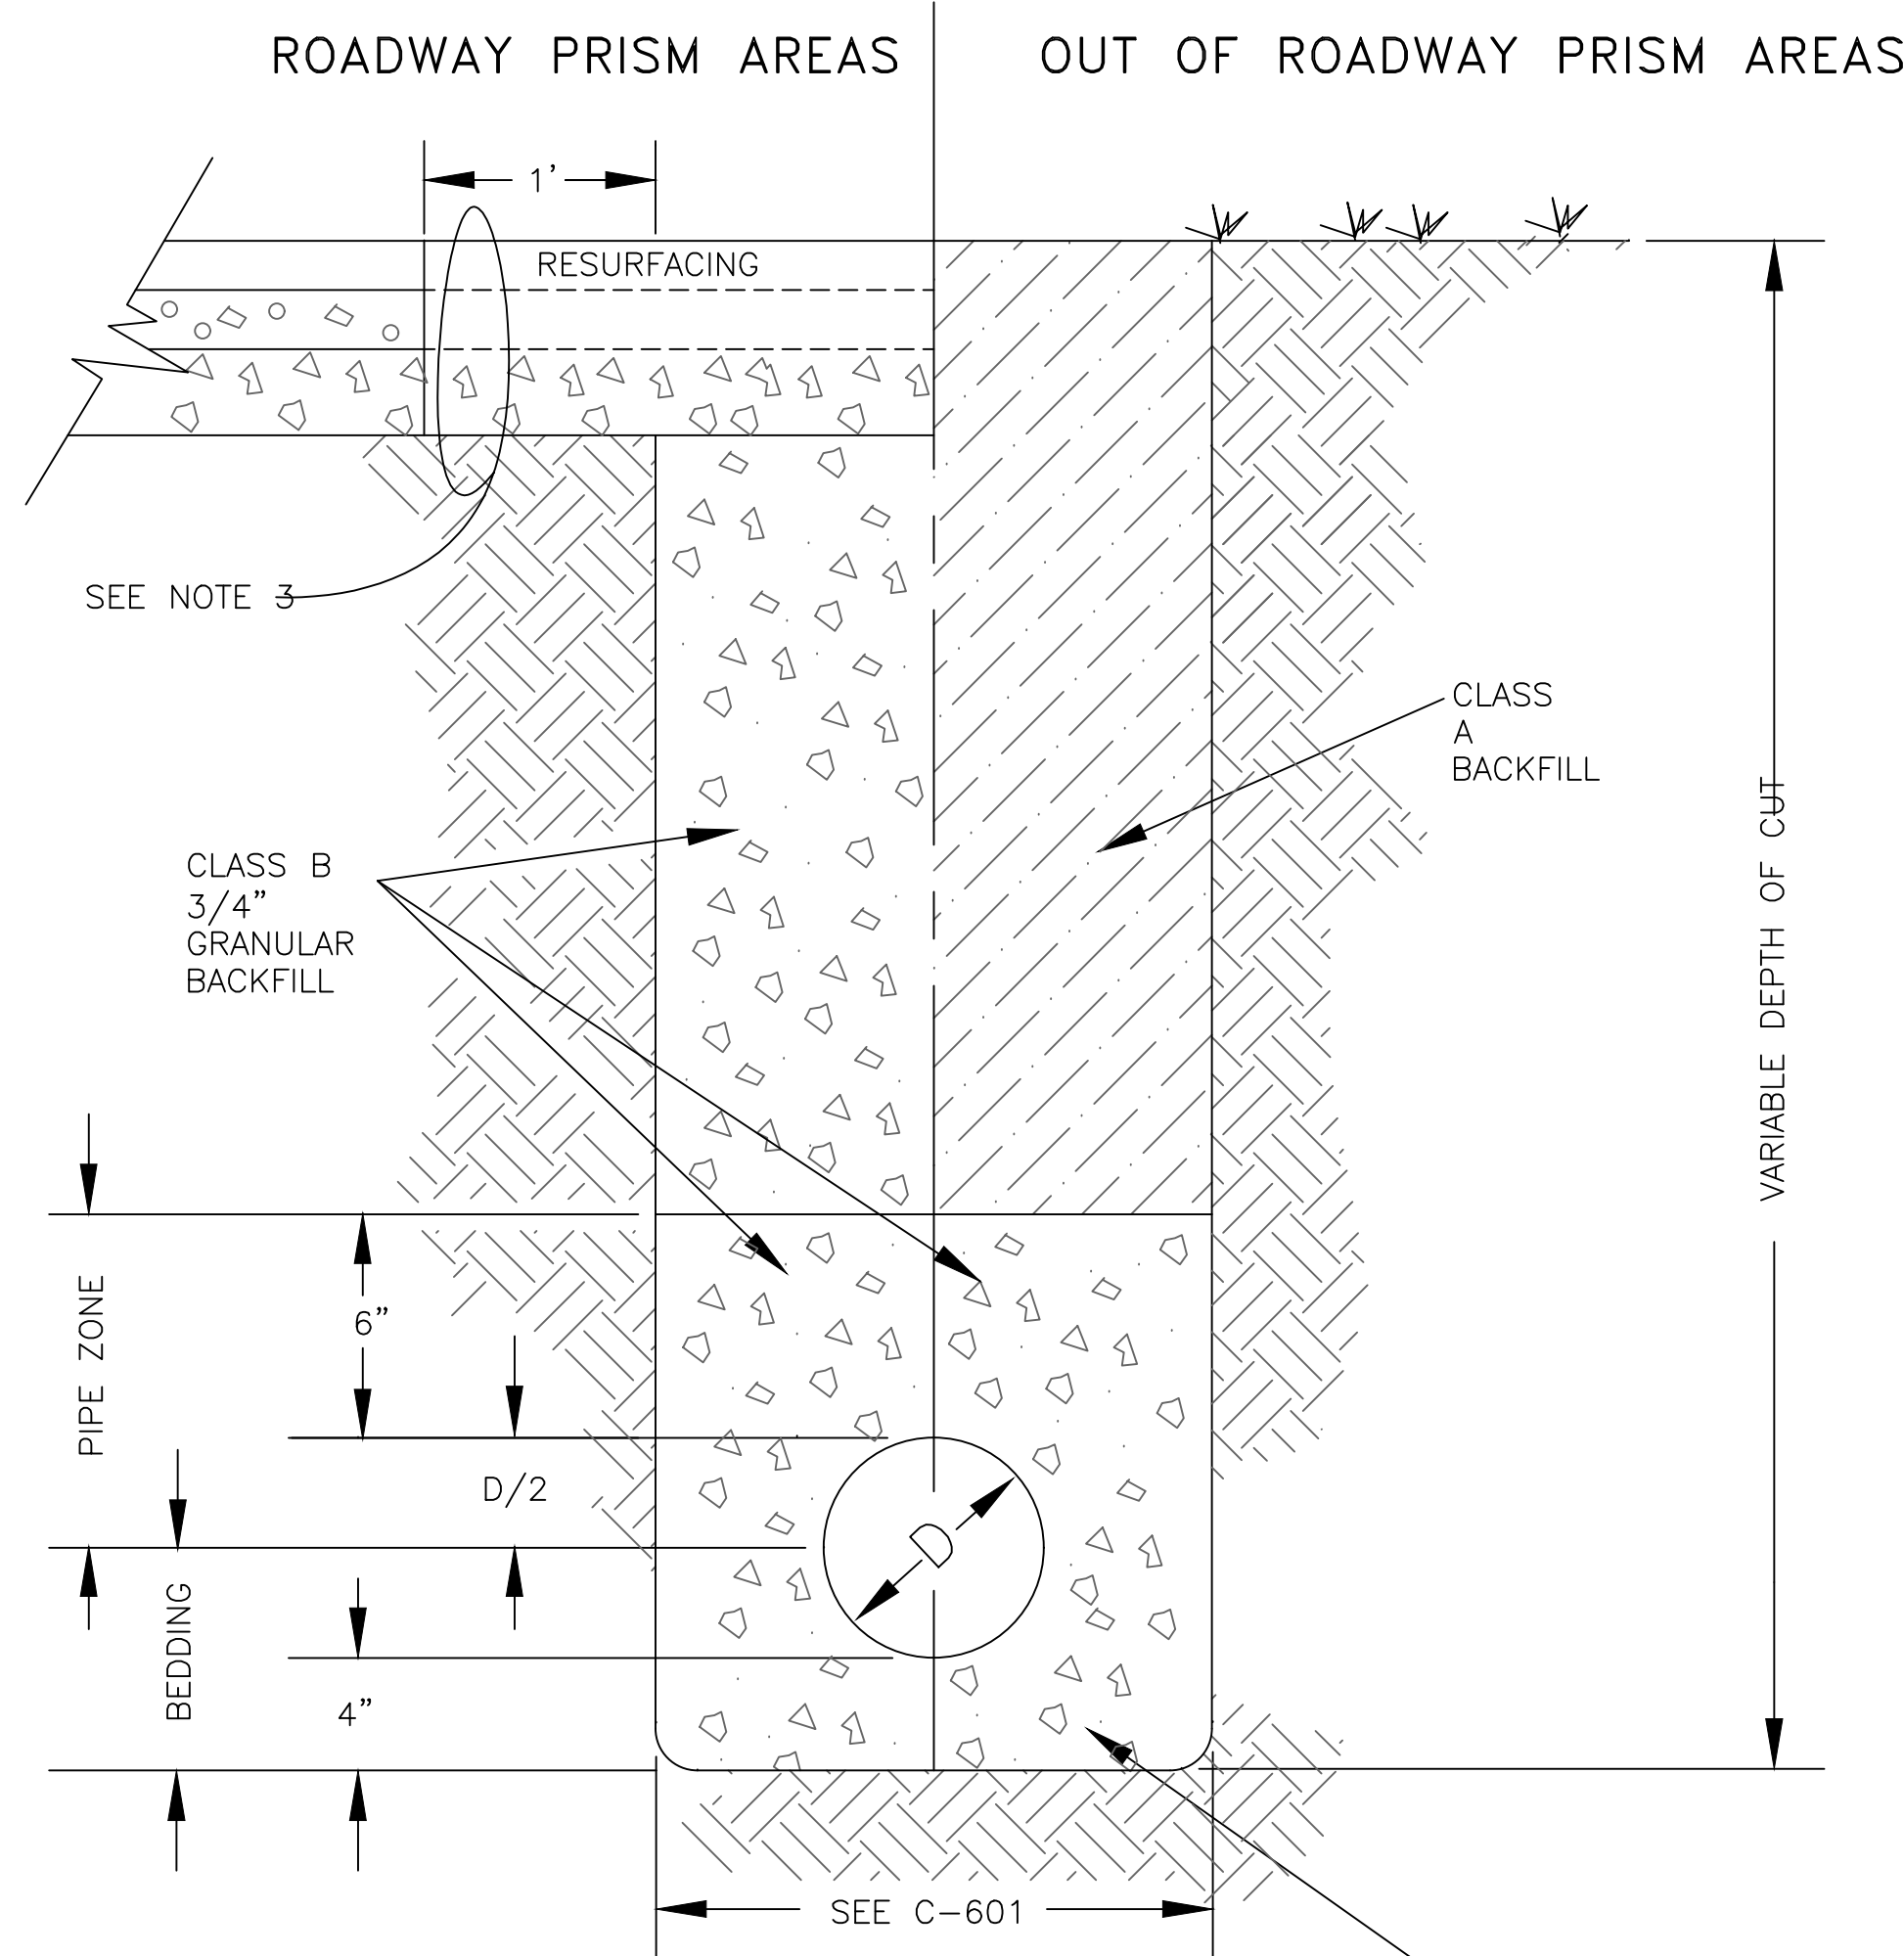 ROADWAY PRISM AREAS
OUT OF ROADWAY PRISM AREAS
1'
RESURFACING
SEE NOTE 3
CLASS
A
BACKFILL
CLASS B
3/4"
GRANULAR
BACKFILL
VARIABLE DEPTH OF CUT
PIPE ZONE
6"
D/2
D
BEDDING
4"
SEE C-601